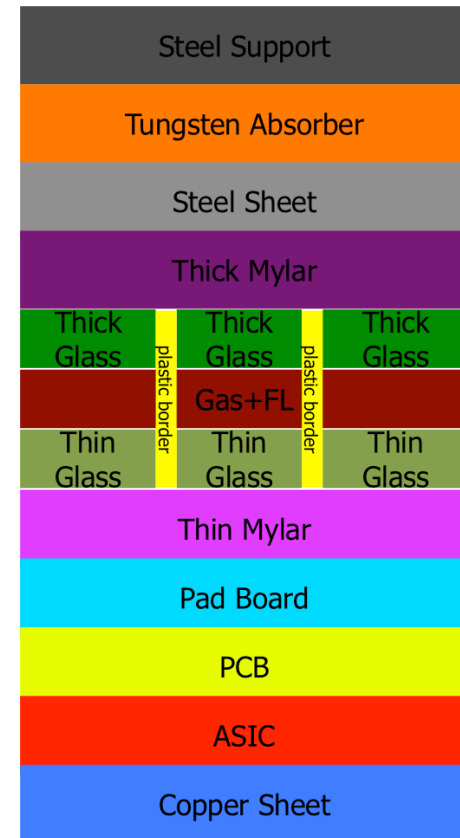 Steel Support
Tungsten Absorber
Steel Sheet
Thick Mylar
Thick Glass
Thick Glass
Thick Glass
plastic border
plastic border
Gas+FL
Thin Glass
Thin Glass
Thin Glass
Thin Mylar
Pad Board
PCB
ASIC
Copper Sheet